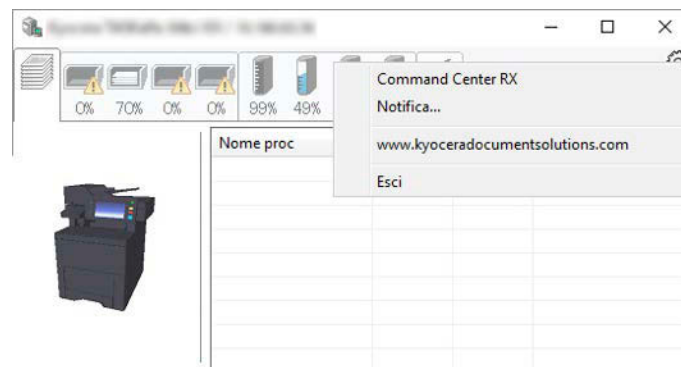 0% 70% 0% 0% 99% 49%
Command Center RX
Notifica...
Nome proc
www.kyoceradocumentsolutions.com
Esci